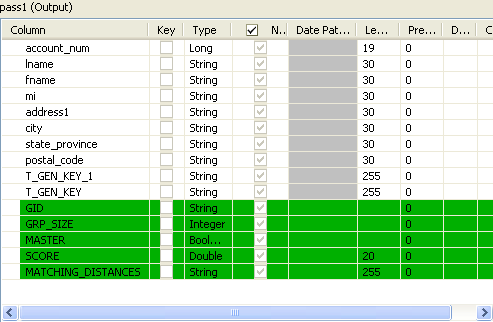 pass1 (Output)
Column Key Type N.. Date Pat... Le... Pre... D... C
account_num Long 19 0
lname String 30 0
fname String 30 0
mi String 30 0
address1 String 30 0
city String 30 0
state_province String 30 0
postal_code String 30 0
T_GEN_KEY_1 String 255 0
T_GEN_KEY String 255 0
GID String 0
GRP_SIZE Integer 0
MASTER Bool... 0
SCORE Double 20 0
MATCHING_DISTANCES String 255 0